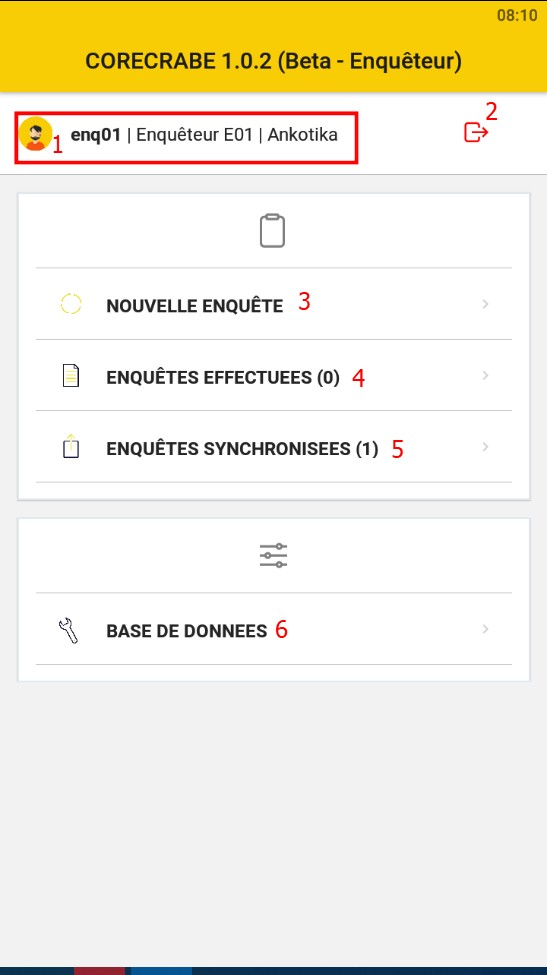 08:10
CORECRABE 1.0.2 (Beta - Enquêteur)
2
1 enq01 | Enquêteur E01 | Ankotika
NOUVELLE ENQUÊTE 3
ENQUÊTES EFFECTUEES (0) 4
ENQUÊTES SYNCHRONISEES (1) 5
BASE DE DONNEES 6